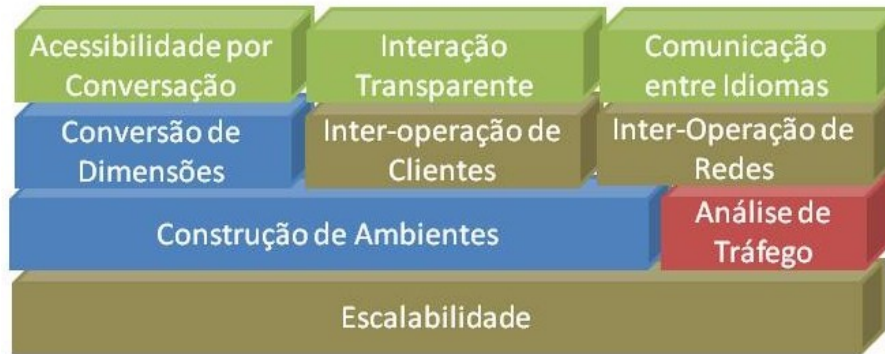 Acessibilidade por
Conversação
Interação
Transparente
Comunicação
entre Idiomas
Conversão de
Dimensões
Inter-operação de
Clientes
Inter-Operação de
Redes
Construção de Ambientes
Análise de
Tráfego
Escalabilidade